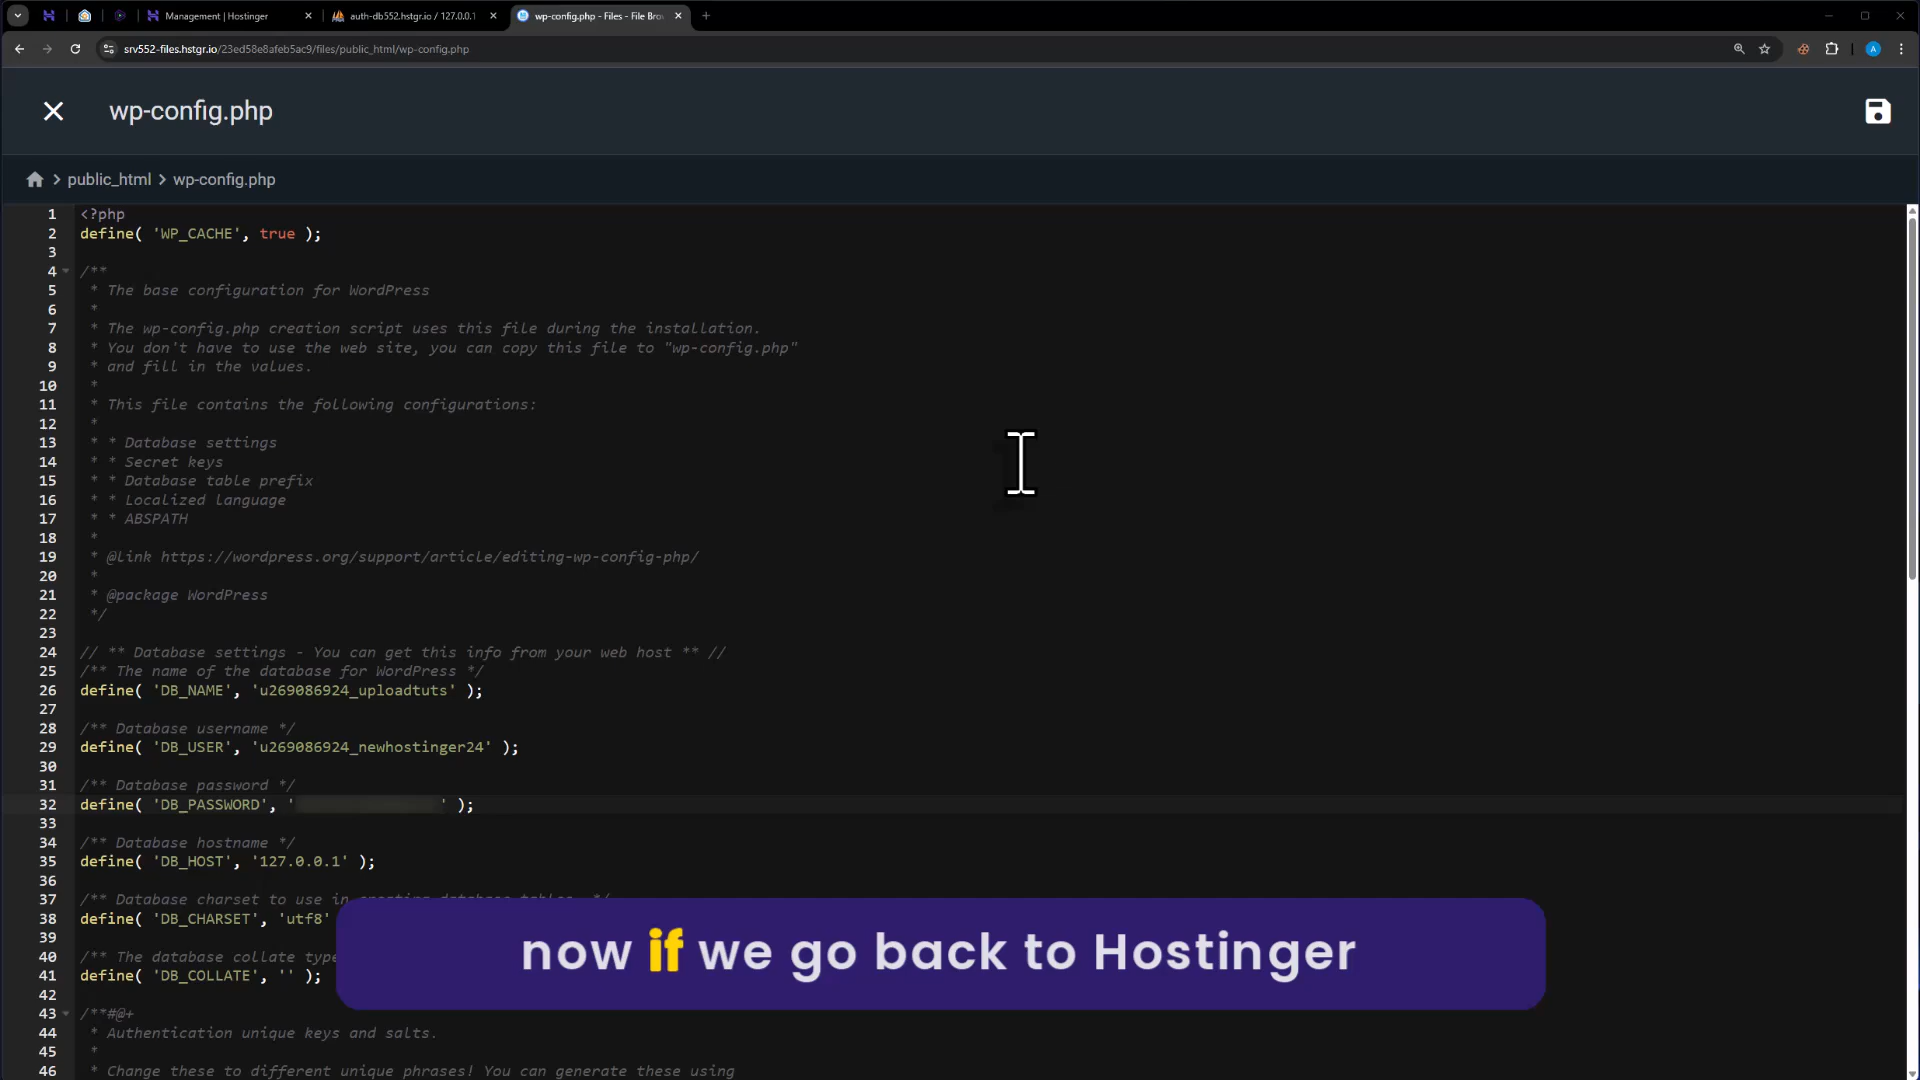 Management | Hostinger
auth-db552.hstgr.io / 127.0.0.1
wp-config.php - Files - File Brow
srv552-files.hstgr.io/23ed58e8afeb5ac9/files/public_html/wp-config.php
A
wp-config.php
public_html > wp-config.php
1 <?php
2 define( 'WP_CACHE', true );
3
4 /**
5 * The base configuration for WordPress
6 *
7 * The wp-config.php creation script uses this file during the installation.
8 * You don't have to use the web site, you can copy this file to "wp-config.php"
9 * and fill in the values.
10 *
11 * This file contains the following configurations:
12 *
13 * * Database settings
14 * * Secret keys
15 * * Database table prefix
16 * * Localized language
17 * * ABSPATH
18 *
19 * @link https://wordpress.org/support/article/editing-wp-config-php/
20 *
21 * @package WordPress
22 */
23
24 // ** Database settings - You can get this info from your web host ** //
25 /** The name of the database for WordPress */
26 define( 'DB_NAME', 'u269086924_uploadtuts' );
27
28 /** Database username */
29 define( 'DB_USER', 'u269086924_newhostinger24' );
30
31 /** Database password */
32 define( 'DB_PASSWORD', ' ' );
33
34 /** Database hostname */
35 define( 'DB_HOST', '127.0.0.1' );
36
37 /** Database charset to use in creating database tables. */
38 define( 'DB_CHARSET', 'utf8'
39
40 /** The database collate type
41 define( 'DB_COLLATE', '' );
42
43 /**#@+
44 * Authentication unique keys and salts.
45 *
46 * Change these to different unique phrases! You can generate these using
now if we go back to Hostinger